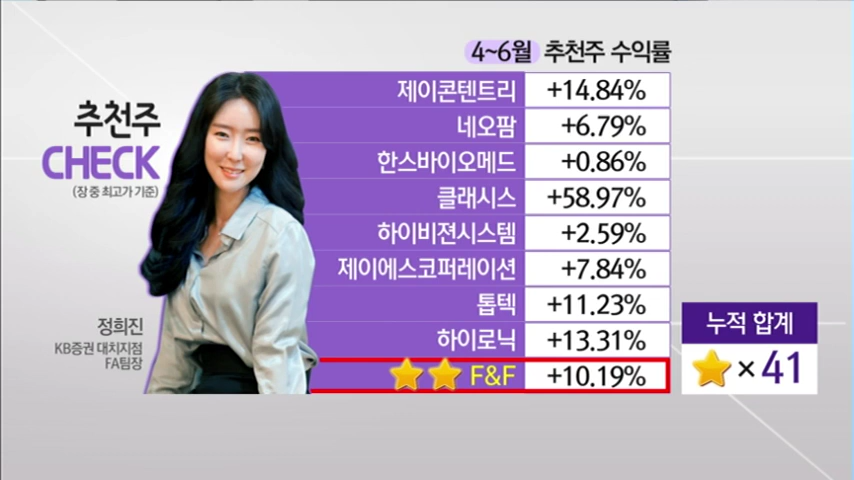 4~6월 추천주 수익률
추천주
CHECK
(장 중 최고가 기준)
제이콘텐트리 +14.84%
네오팜 +6.79%
한스바이오메드 +0.86%
클래시스 +58.97%
하이비젼시스템 +2.59%
제이에스코퍼레이션 +7.84%
톱텍 +11.23%
하이로닉 +13.31%
F&F +10.19%
정희진
KB증권 대치지점
FA팀장
누적 합계
×41